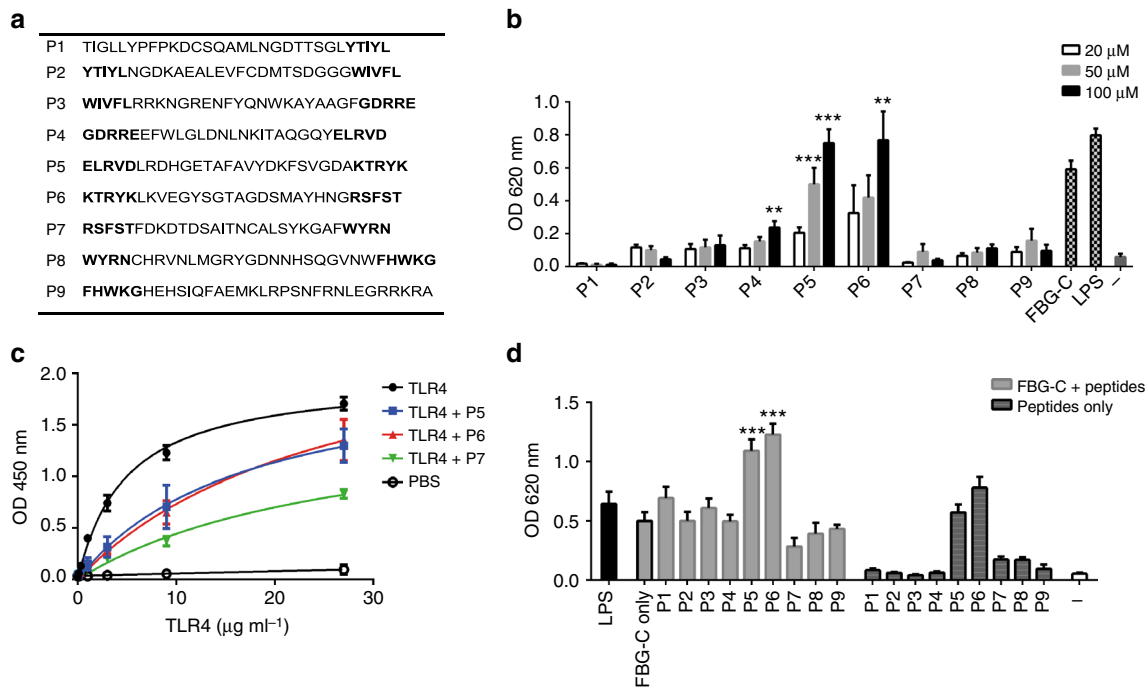 a
P1 TIGLLYPFPKDCSQAMLNGDTTSGLYTIYL
P2 YTIYLNGDKAEALEVFCDMTSDGGGWIVFL
P3 WIVFLRRKNGRENFYQNWKAYAAGFGDRRE
P4 GDRREEFWLGLDNLNKITAQGQYELRVD
P5 ELRVDLRDHGETAFAVYDKFSVGDAKTRYK
P6 KTRYKLKVEGYSGTAGDSMAYHNGRSFST
P7 RSFSTFDKDTDSAITNCALSYKGAFWYRN
P8 WYRNCHRVNLMGRYGDNNHSQGVNWFHWKG
P9 FHWKGHEHSIQFAEMKLRPSNFRNLEGRRKRA
b
20 μM
50 μM
100 μM
OD 620 nm
1.0
0.8
0.6
0.4
0.2
0.0
** *** *** **
P1 P2 P3 P4 P5 P6 P7 P8 P9 FBG-C LPS –
c
OD 450 nm
2.0
1.5
1.0
0.5
0.0
0 10 20 30
TLR4 (μg ml⁻¹)
TLR4
TLR4 + P5
TLR4 + P6
TLR4 + P7
PBS
d
FBG-C + peptides
Peptides only
OD 620 nm
1.5
1.0
0.5
0.0
*** ***
LPS FBG-C only P1 P2 P3 P4 P5 P6 P7 P8 P9 P1 P2 P3 P4 P5 P6 P7 P8 P9 –